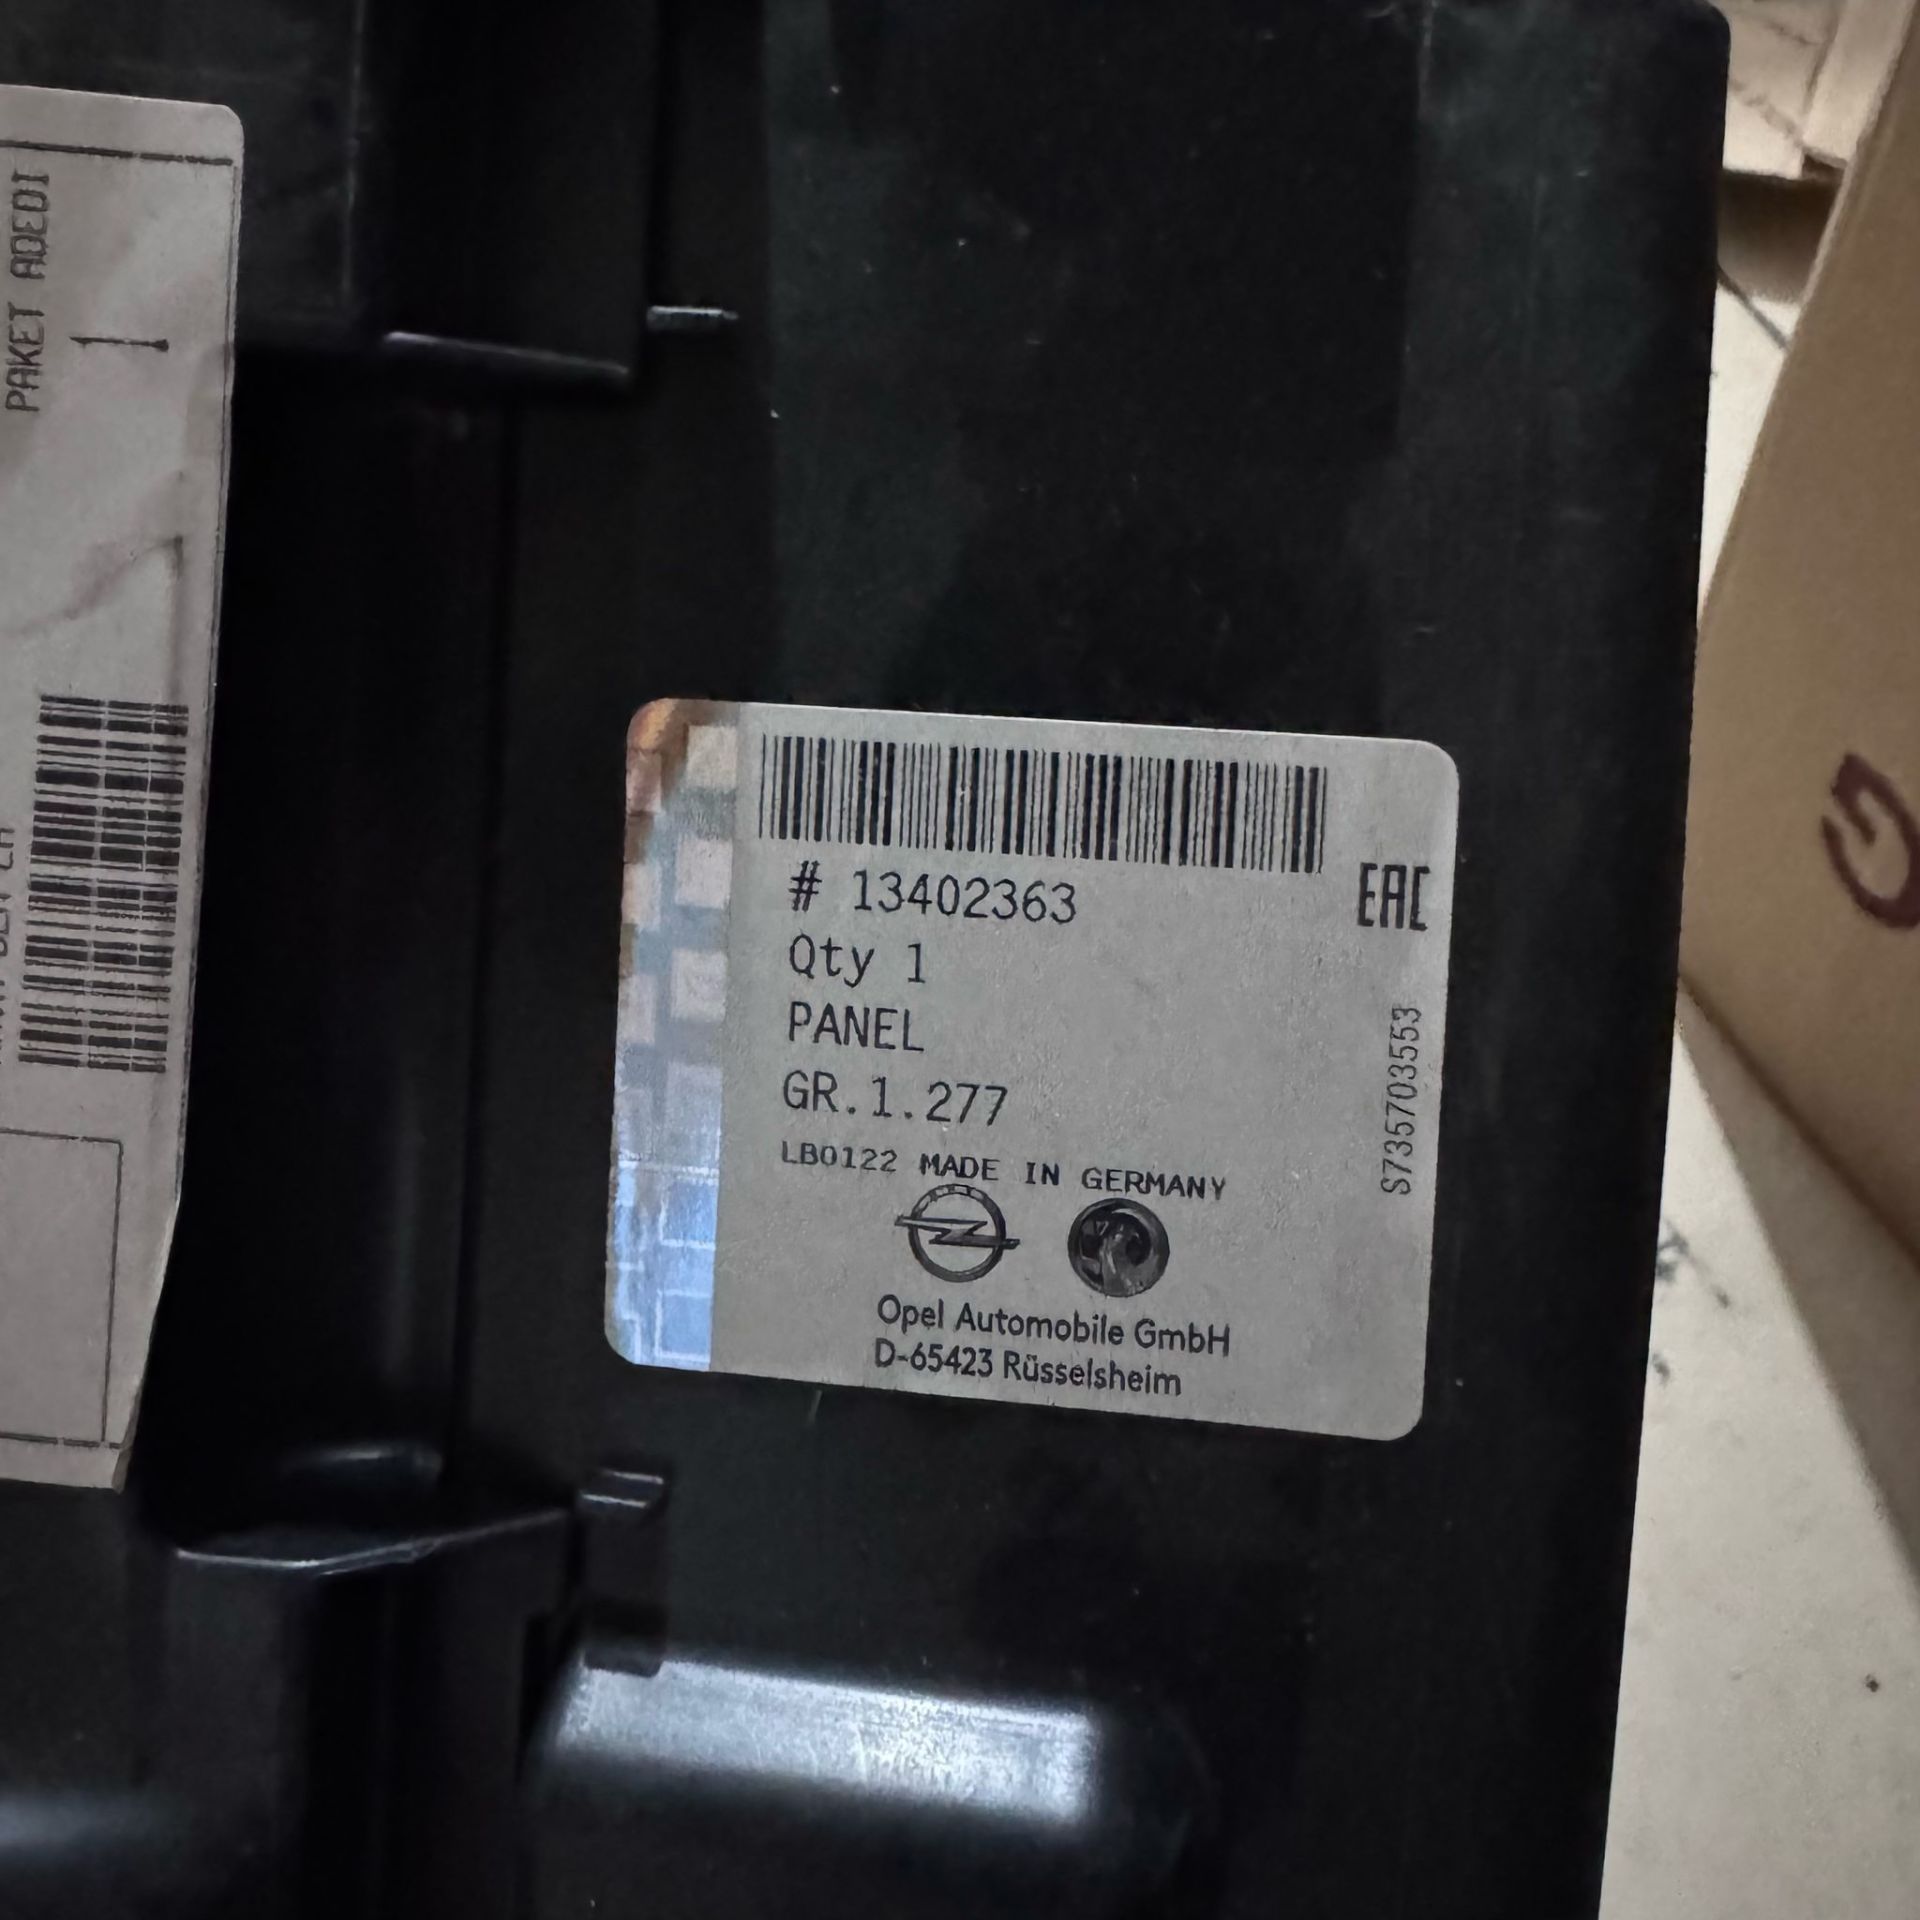 PAKET ADEDI
1
# 13402363
Qty 1
PANEL
GR.1.277
LB0122 MADE IN GERMANY
Opel Automobile GmbH
D-65423 Rüsselsheim
EAC
S735703553